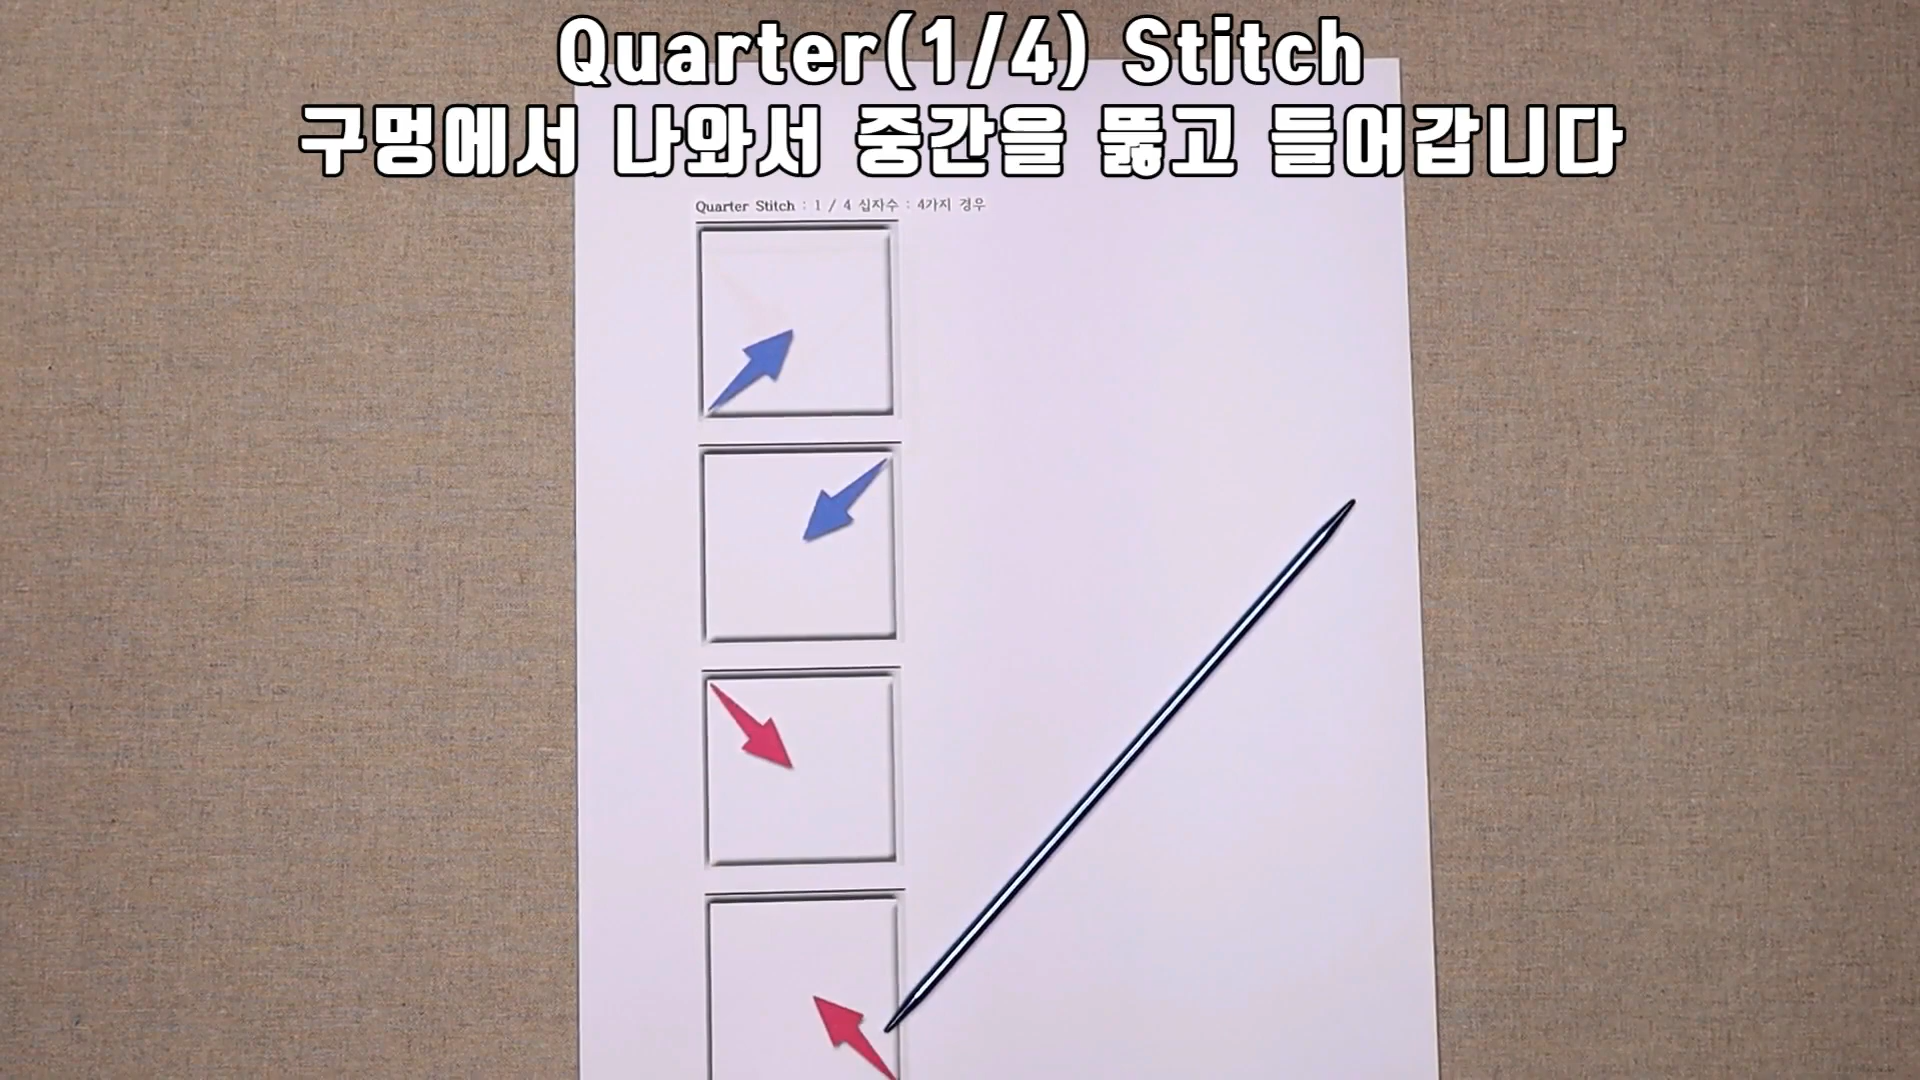 Quarter(1/4) Stitch
구멍에서 나와서 중간을 뚫고 들어갑니다
Quarter Stitch : 1 / 4 십자수 : 4가지 경우